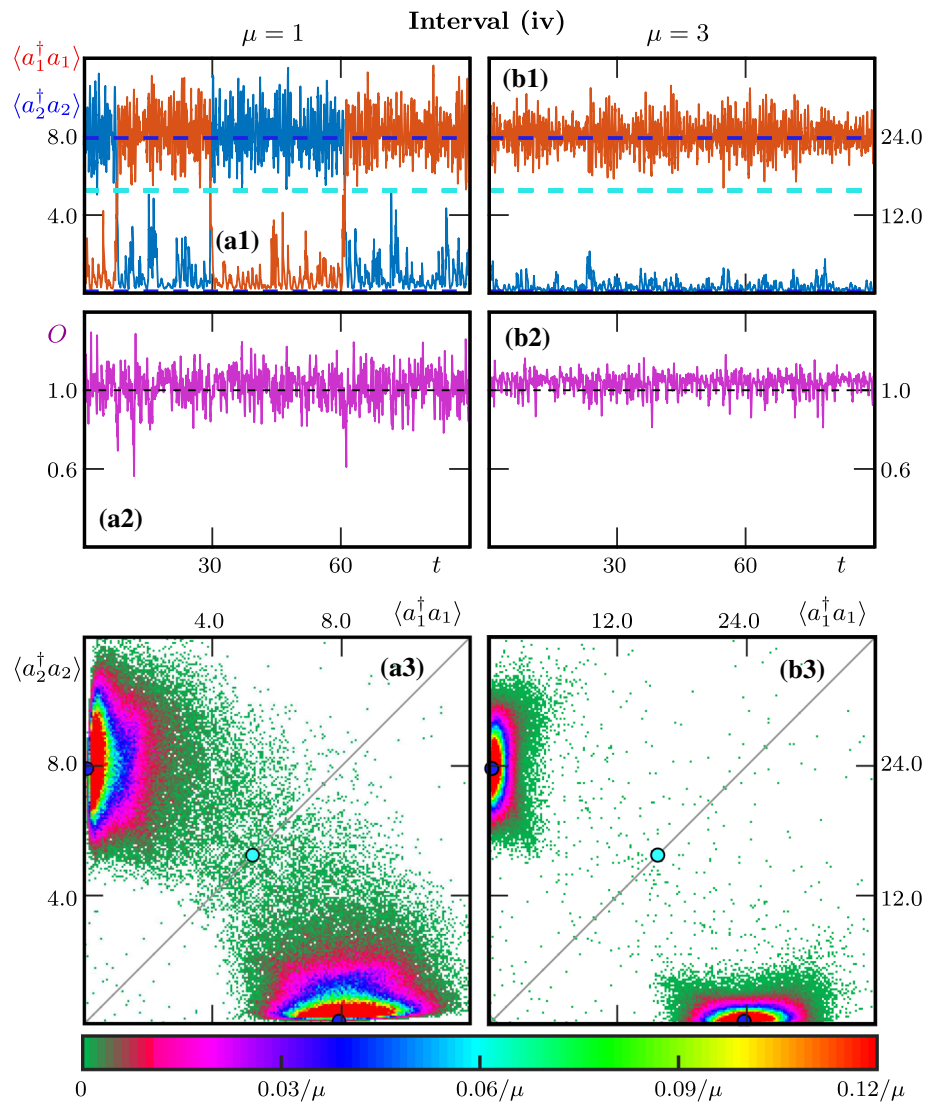 Interval (iv)
μ = 1 μ = 3
⟨a₁†a₁⟩
⟨a₂†a₂⟩
(a1) (b1)
8.0 24.0
4.0 12.0
O
(a2) (b2)
1.0 1.0
0.6 0.6
30 60 t 30 60 t
4.0 8.0 ⟨a₁†a₁⟩ 12.0 24.0 ⟨a₁†a₁⟩
⟨a₂†a₂⟩ (a3) (b3)
8.0 24.0
4.0 12.0
0 0.03/μ 0.06/μ 0.09/μ 0.12/μ